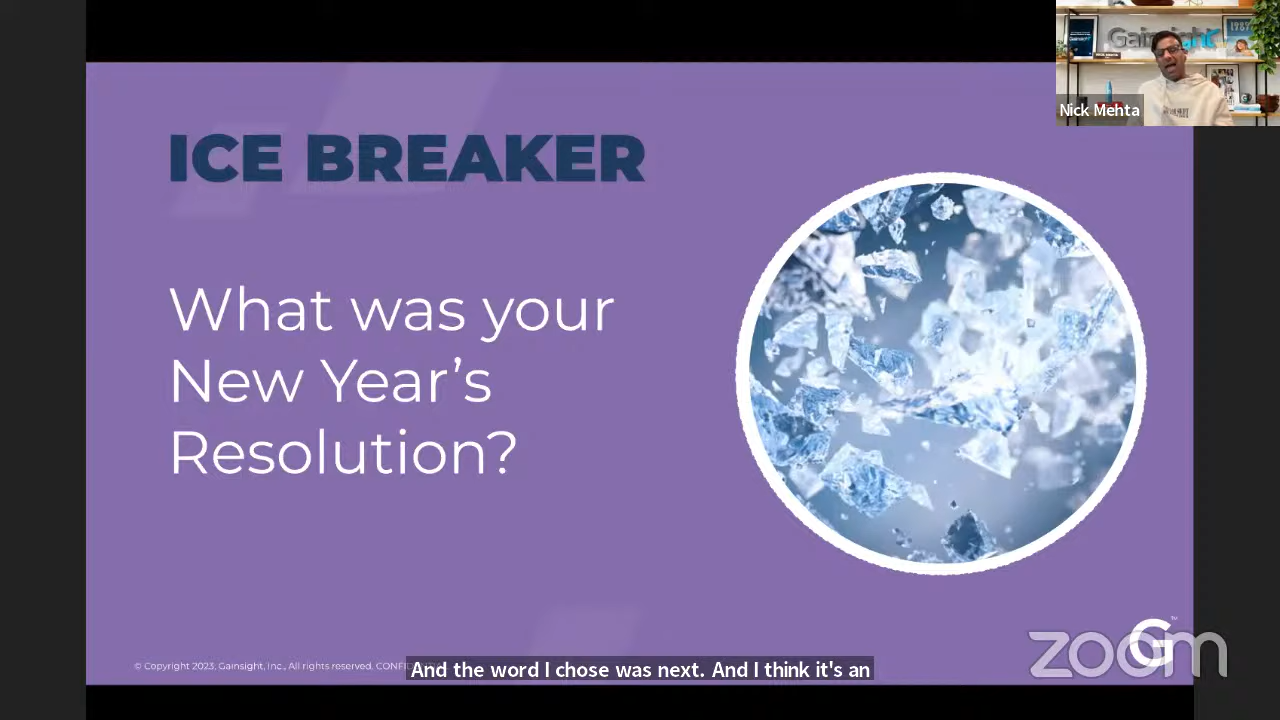 Gainsight
Nick Mehta
ICE BREAKER
What was your
New Year's
Resolution?
G
© Copyright 2023, Gainsight, Inc., All rights reserved.
And the word I chose was next. And I think it's an
zoom